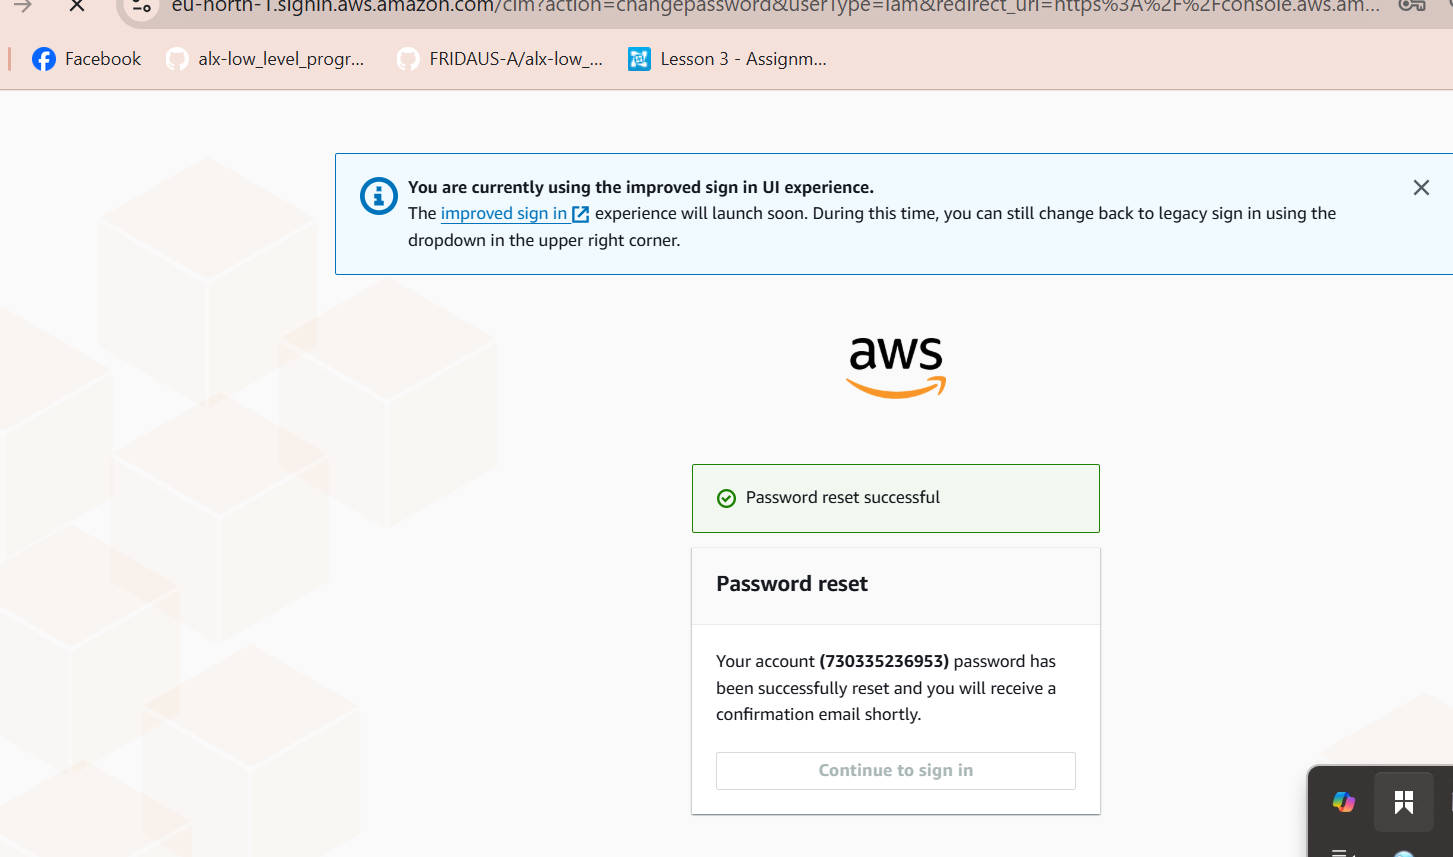 eu-north-1.signin.aws.amazon.com/clm?action=changepassword&userType=iam&redirect_uri=https%3A%2F%2Fconsole.aws.am...
Facebook
alx-low_level_progr...
FRIDAUS-A/alx-low_...
Lesson 3 - Assignm...
You are currently using the improved sign in UI experience.
The improved sign in experience will launch soon. During this time, you can still change back to legacy sign in using the
dropdown in the upper right corner.
aws
Password reset successful
Password reset
Your account (730335236953) password has
been successfully reset and you will receive a
confirmation email shortly.
Continue to sign in